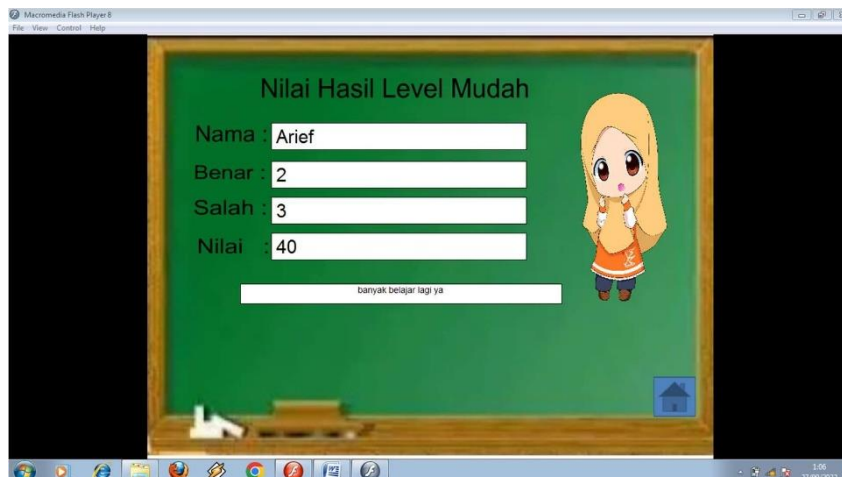 Macromedia Flash Player 8
File View Control Help
Nilai Hasil Level Mudah
Nama : Arief
Benar : 2
Salah : 3
Nilai : 40
banyak belajar lagi ya
1:06